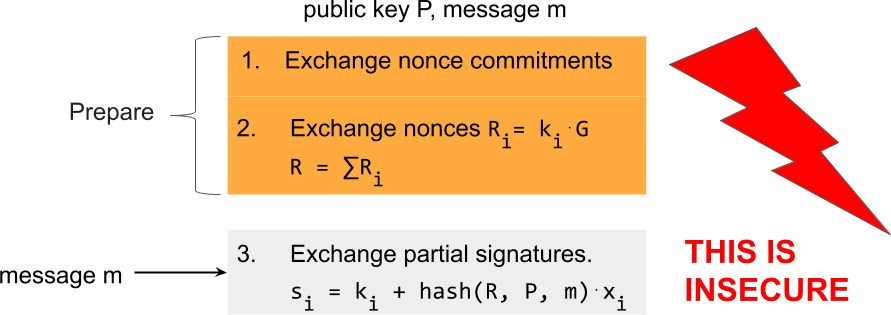 public key P, message m
Prepare
1. Exchange nonce commitments
2. Exchange nonces Rᵢ= kᵢ·G
R = ∑Rᵢ
message m
3. Exchange partial signatures.
sᵢ = kᵢ + hash(R, P, m)·xᵢ
THIS IS
INSECURE